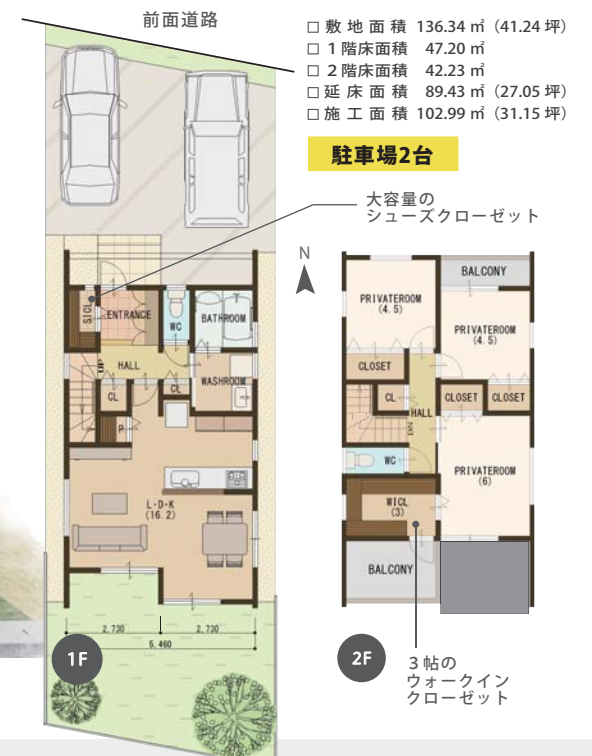 前面道路
□ 敷 地 面 積 136.34 ㎡（41.24 坪）
□ 1 階床面積 47.20 ㎡
□ 2 階床面積 42.23 ㎡
□ 延 床 面 積 89.43 ㎡（27.05 坪）
□ 施 工 面 積 102.99 ㎡（31.15 坪）
駐車場2台
大容量の
シューズクローゼット
N
SICL
ENTRANCE
WC
BATHROOM
UP
HALL
CL
CL
WASHROOM
R
L・D・K
(16.2)
2,730
2,730
5,460
1F
BALCONY
PRIVATEROOM
(4.5)
PRIVATEROOM
(4.5)
CLOSET
CL
HALL
CLOSET
CLOSET
DN
WC
PRIVATEROOM
(6)
WICL
(3)
BALCONY
2F
3 帖の
ウォークイン
クローゼット